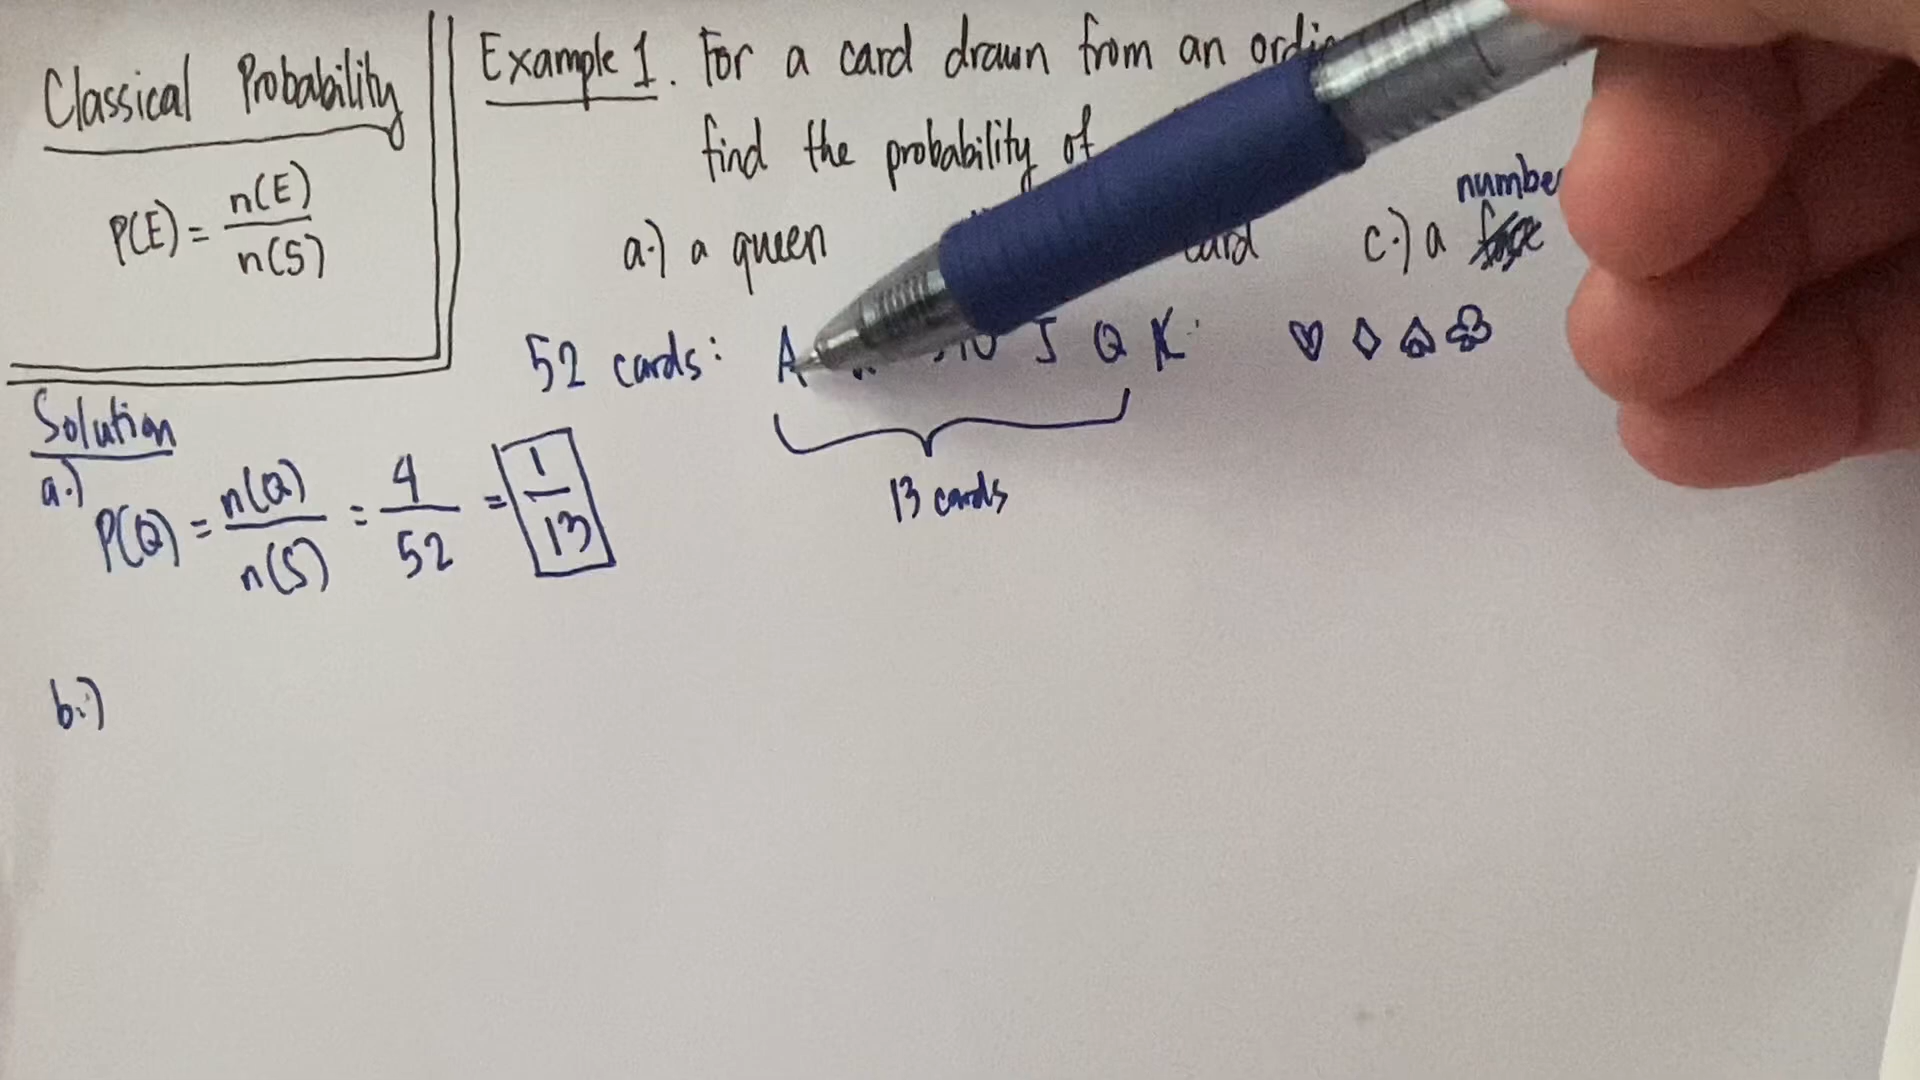 Classical Probability
P(E) = n(E) / n(S)
Example 1. For a card drawn from an
find the probability of
a.) a queen card c.) a number
52 cards: A 10 J Q K ♡ ♢ ♤ ♧
13 cards
Solution
a.) P(Q) = n(Q) / n(S) = 4 / 52 = 1 / 13
b.)